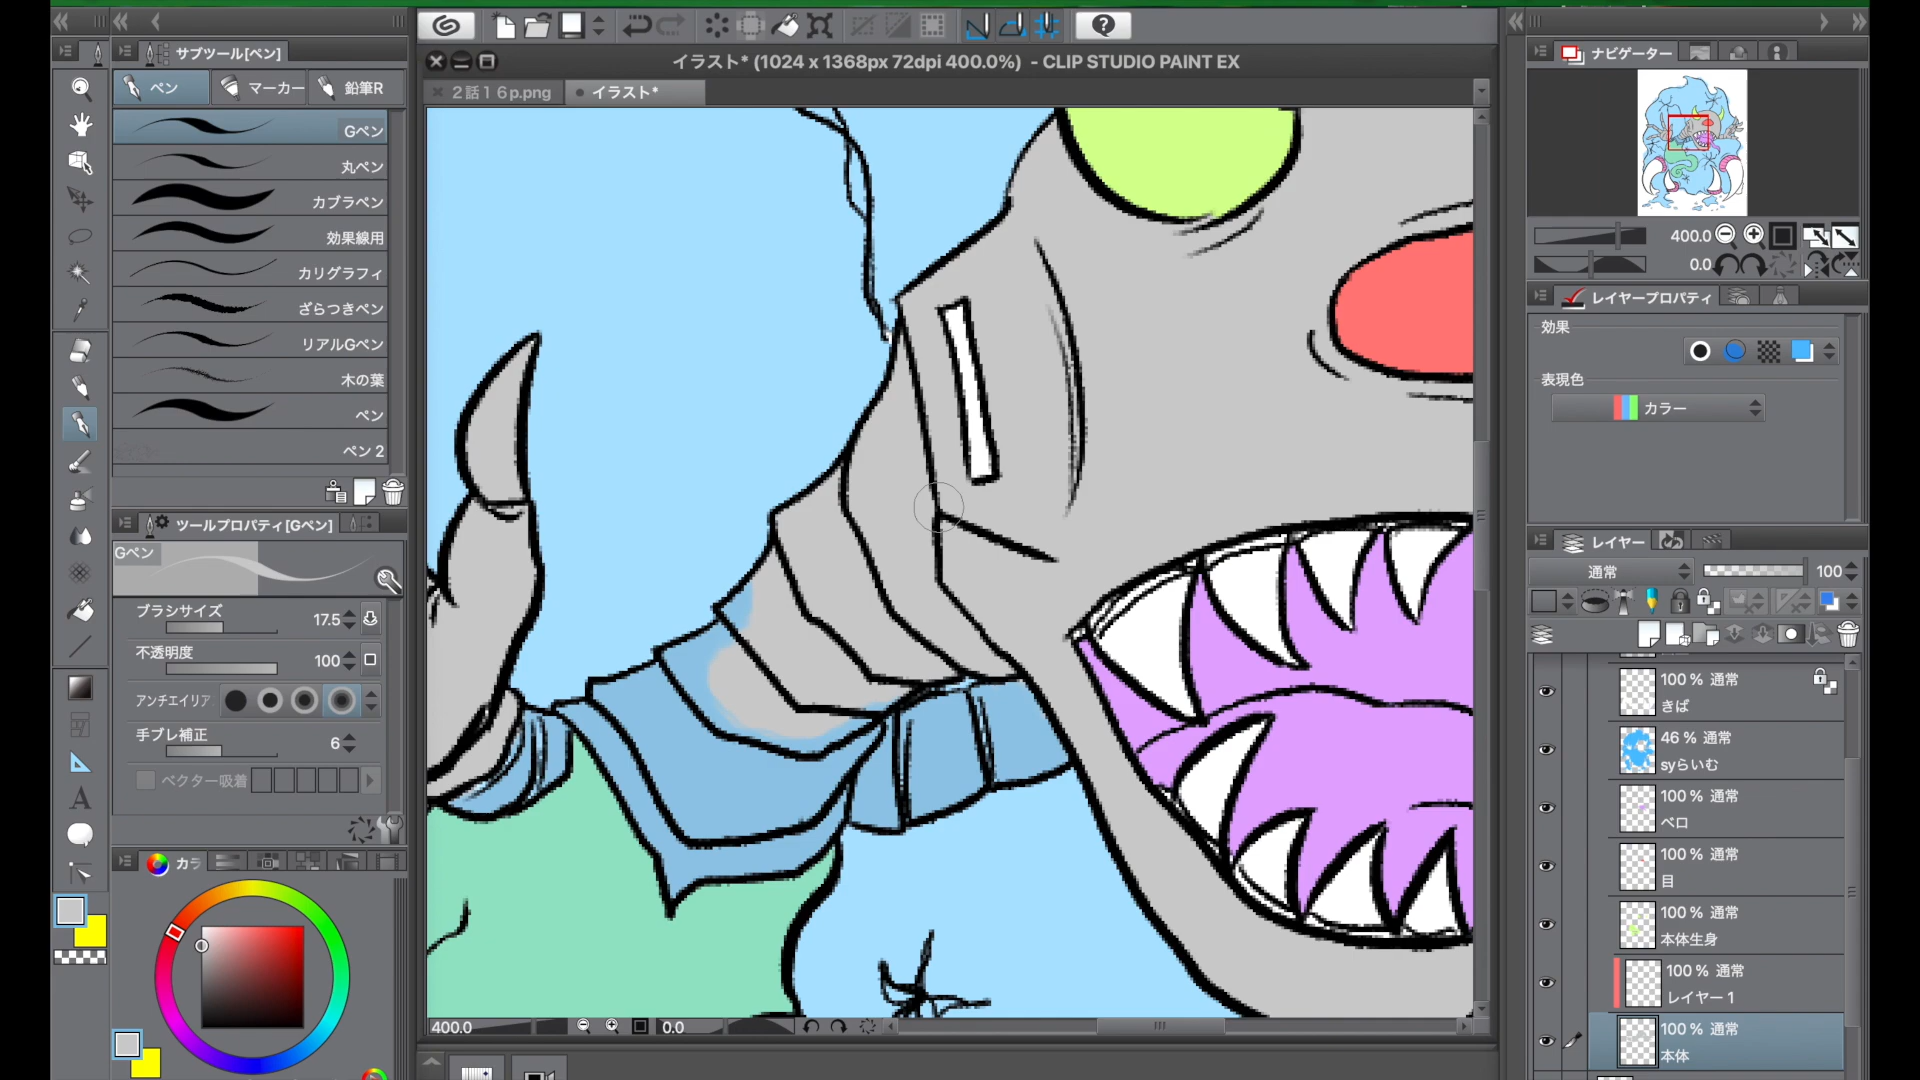 イラスト* (1024 x 1368px 72dpi 400.0%) - CLIP STUDIO PAINT EX
2話16p.png
イラスト*
サブツール[ペン]
ペン
マーカー
鉛筆R
Gペン
丸ペン
カブラペン
効果線用
カリグラフィ
ざらつきペン
リアルGペン
木の葉
ペン
ペン 2
ツールプロパティ[Gペン]
Gペン
ブラシサイズ 17.5
不透明度 100
アンチエイリア
手ブレ補正 6
ベクター吸着
カラ
400.0
0.0
ナビゲーター
400.0
0.0
レイヤープロパティ
効果
表現色
カラー
レイヤー
通常 100
100 % 通常
きば
46 % 通常
syらいむ
100 % 通常
ベロ
100 % 通常
目
100 % 通常
本体生身
100 % 通常
レイヤー 1
100 % 通常
本体